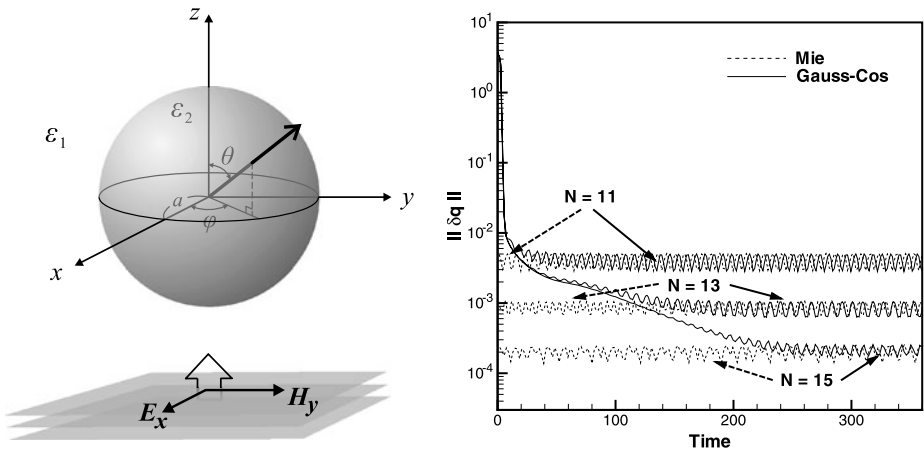 z
ε₂
ε₁
θ
a
φ
y
x
Eₓ
H_y
10¹
10⁰
10⁻¹
10⁻²
10⁻³
10⁻⁴
|| δq ||
Mie
Gauss-Cos
N = 11
N = 13
N = 15
0 100 200 300
Time